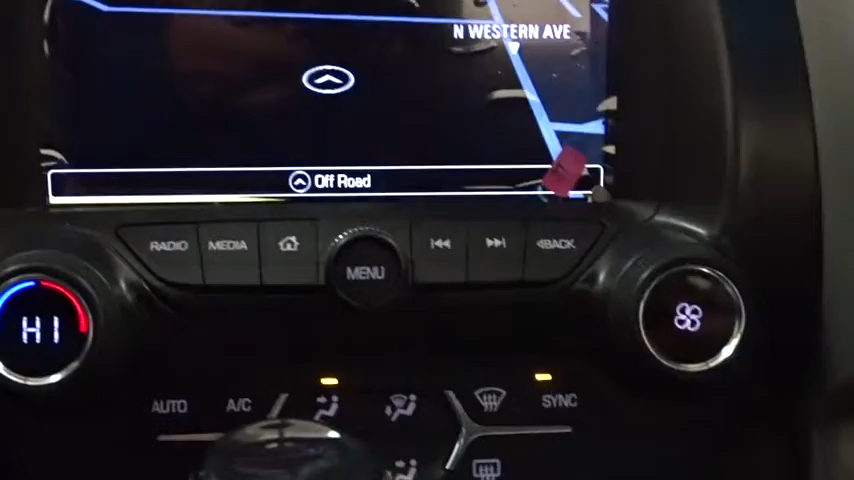 N WESTERN AVE
Off Road
RADIO MEDIA MENU BACK
HI
AUTO A/C SYNC